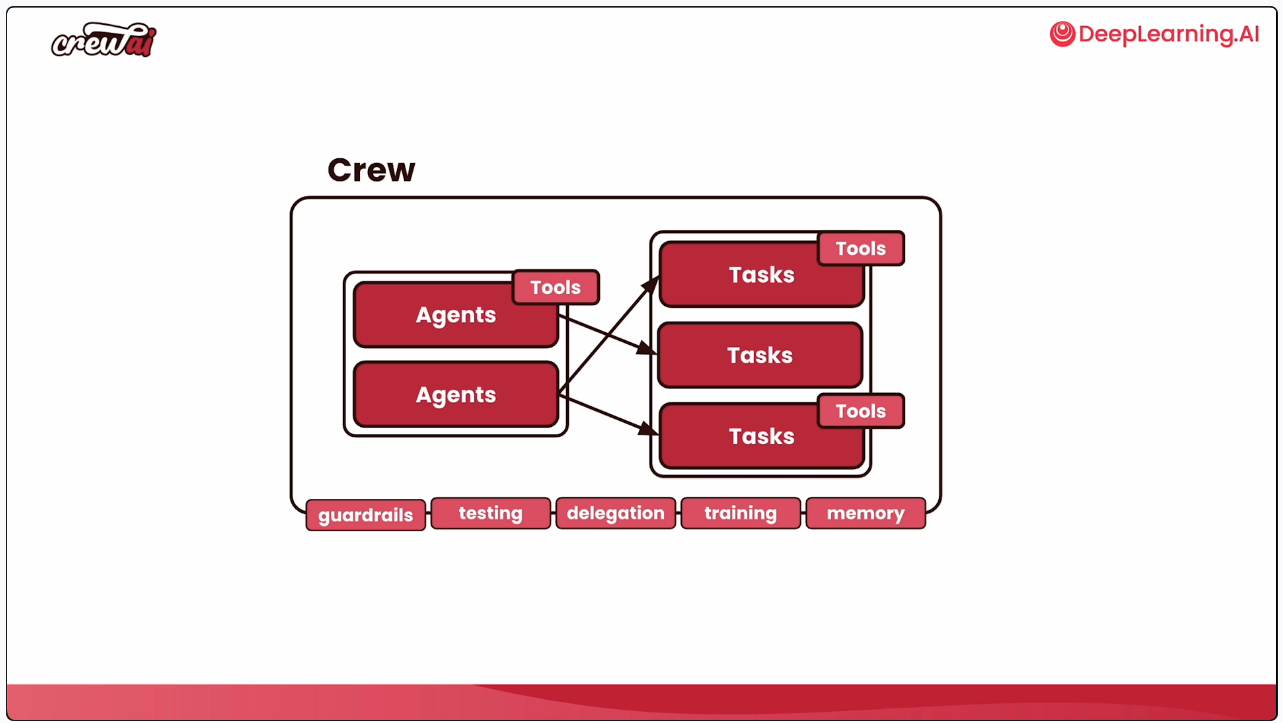 crewai
DeepLearning.AI
Crew
Tools
Agents
Agents
Tools
Tasks
Tasks
Tools
Tasks
guardrails
testing
delegation
training
memory